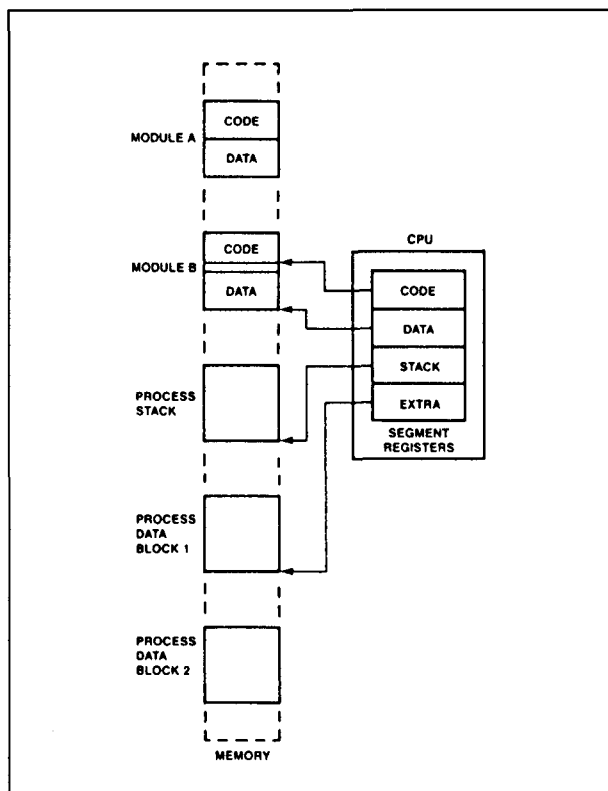 CODE
MODULE A
DATA
CODE
MODULE B
DATA
PROCESS
STACK
PROCESS
DATA
BLOCK 1
PROCESS
DATA
BLOCK 2
MEMORY
CPU
CODE
DATA
STACK
EXTRA
SEGMENT
REGISTERS